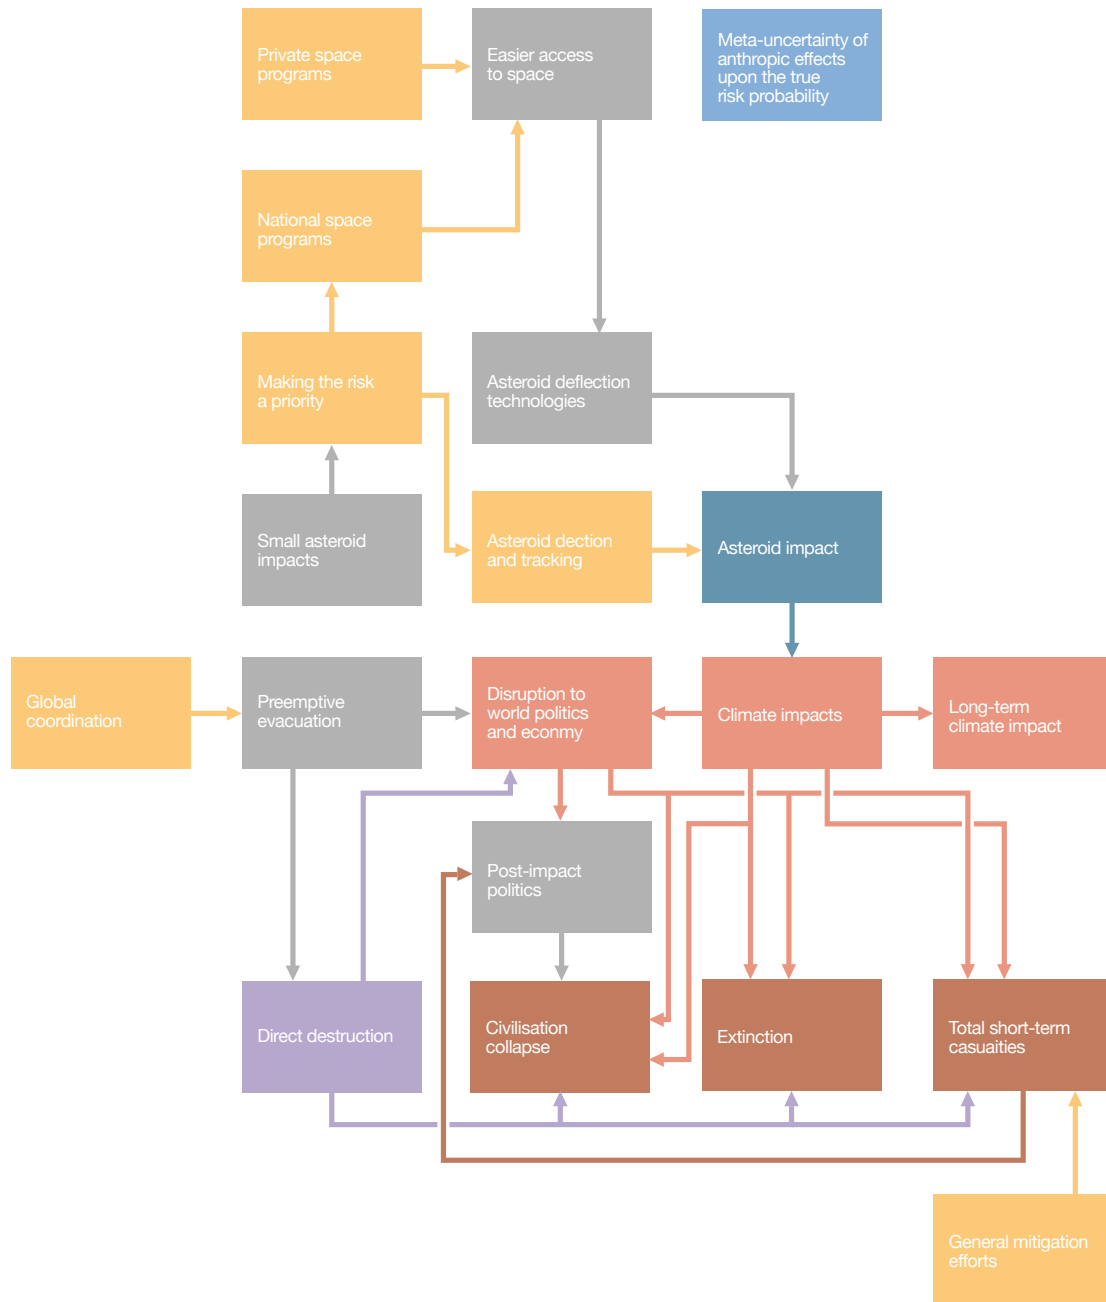 Private space
programs
Easier access
to space
Meta-uncertainty of
anthropic effects
upon the true
risk probability
National space
programs
Making the risk
a priority
Asteroid deflection
technologies
Small asteroid
impacts
Asteroid dection
and tracking
Asteroid impact
Global
coordination
Preemptive
evacuation
Disruption to
world politics
and econmy
Climate impacts
Long-term
climate impact
Post-impact
politics
Direct destruction
Civilisation
collapse
Extinction
Total short-term
casuaities
General mitigation
efforts